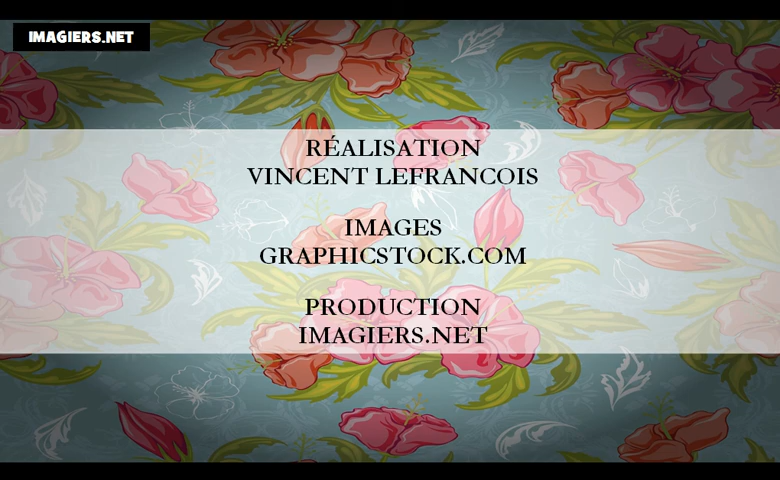 IMAGIERS.NET
RÉALISATION
VINCENT LEFRANCOIS
IMAGES
GRAPHICSTOCK.COM
PRODUCTION
IMAGIERS.NET